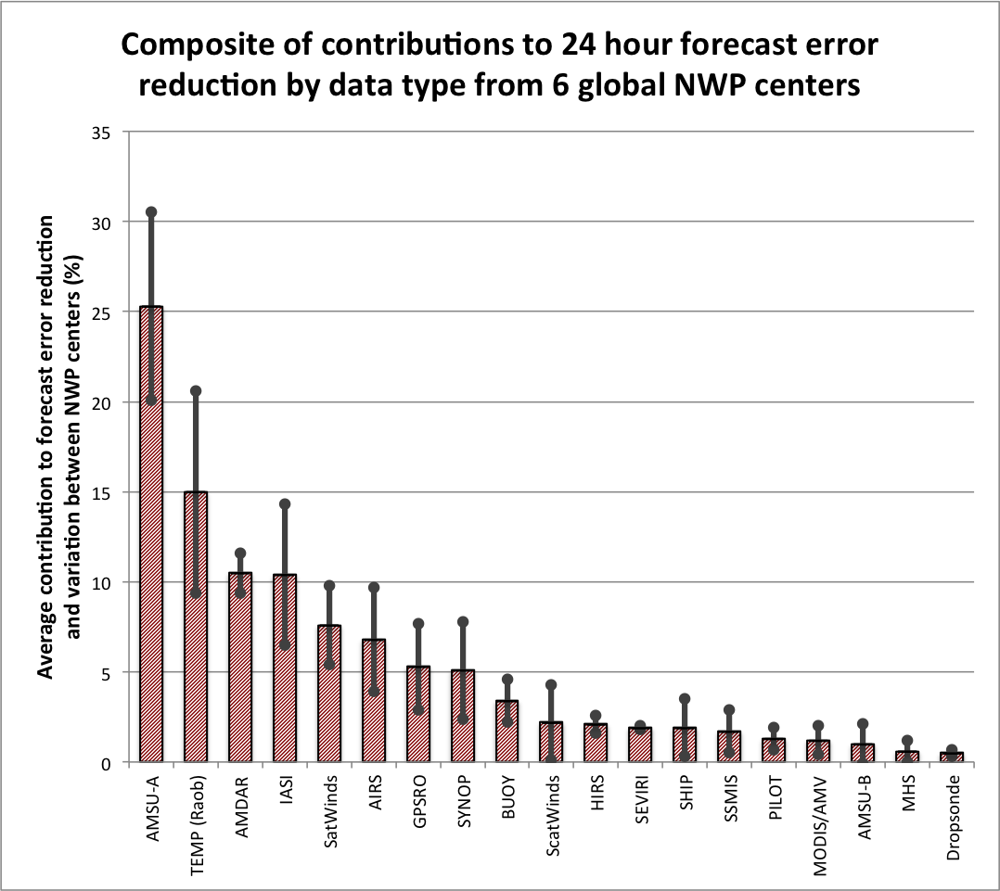 Composite of contributions to 24 hour forecast error
reduction by data type from 6 global NWP centers
Average contribution to forecast error reduction
and variation between NWP centers (%)
35
30
25
20
15
10
5
0
AMSU-A
TEMP (Raob)
AMDAR
IASI
SatWinds
AIRS
GPSRO
SYNOP
BUOY
ScatWinds
HIRS
SEVIRI
SHIP
SSMIS
PILOT
MODIS/AMV
AMSU-B
MHS
Dropsonde